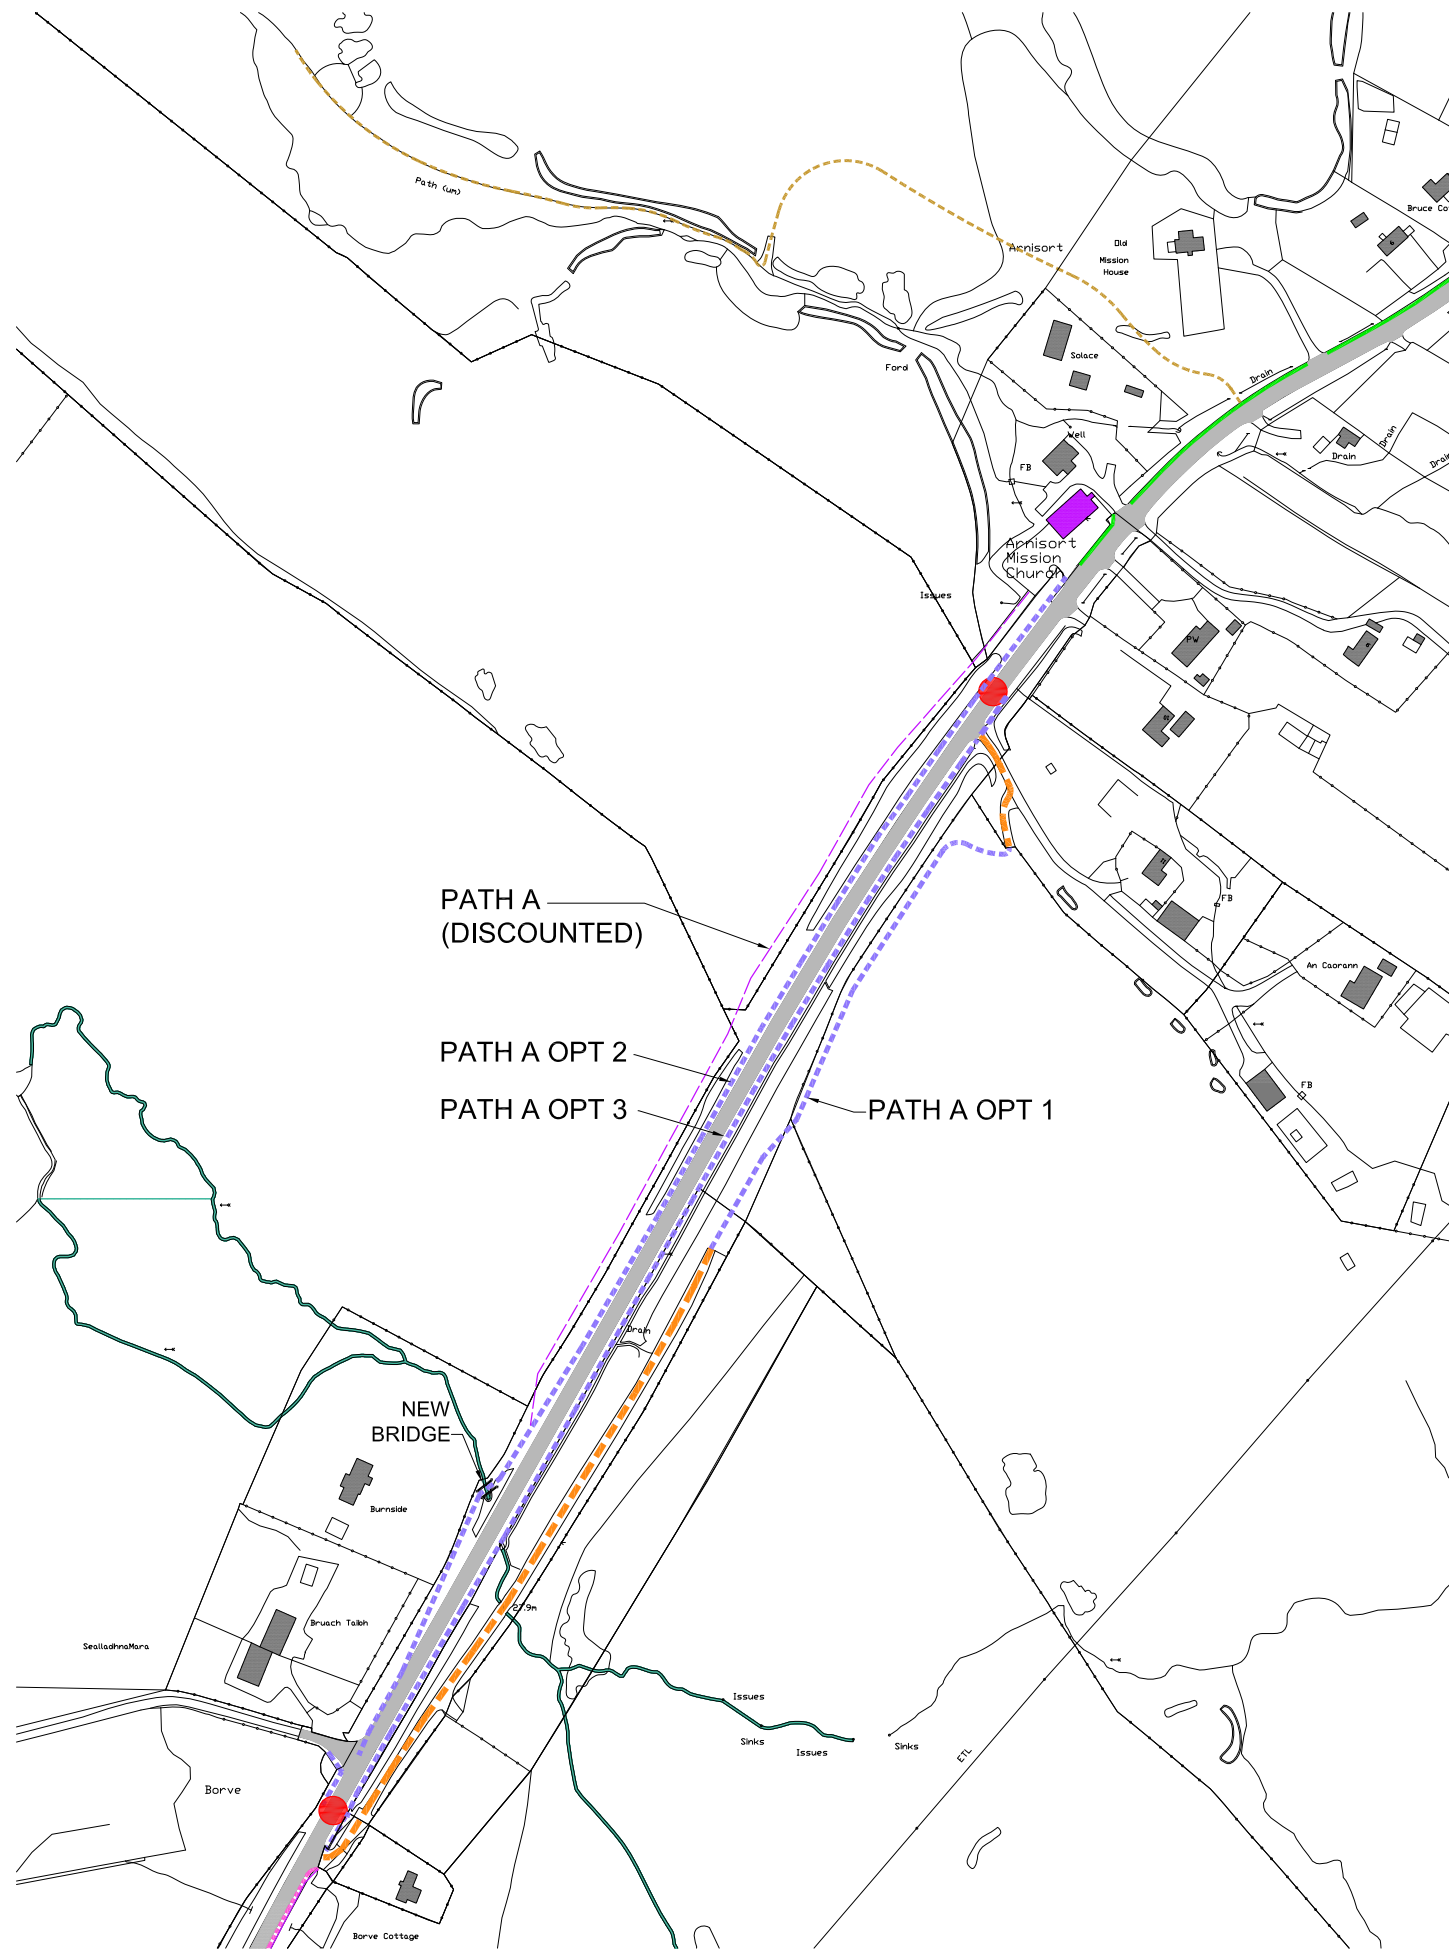 Path (um)
Arnisort
Old
Mission
House
Bruce Co
6
Solace
Drain
Ford
Well
FB
Drain
Drain
Drain
Arnisort
Mission
Church
Issues
PW
PATH A
(DISCOUNTED)
FB
An Caorann
PATH A OPT 2
PATH A OPT 3
PATH A OPT 1
FB
Drain
NEW
BRIDGE
Burnside
27.9m
Bruach Taibh
SealladhnaMara
Issues
Sinks
Issues
Sinks
ETL
Borve
Borve Cottage